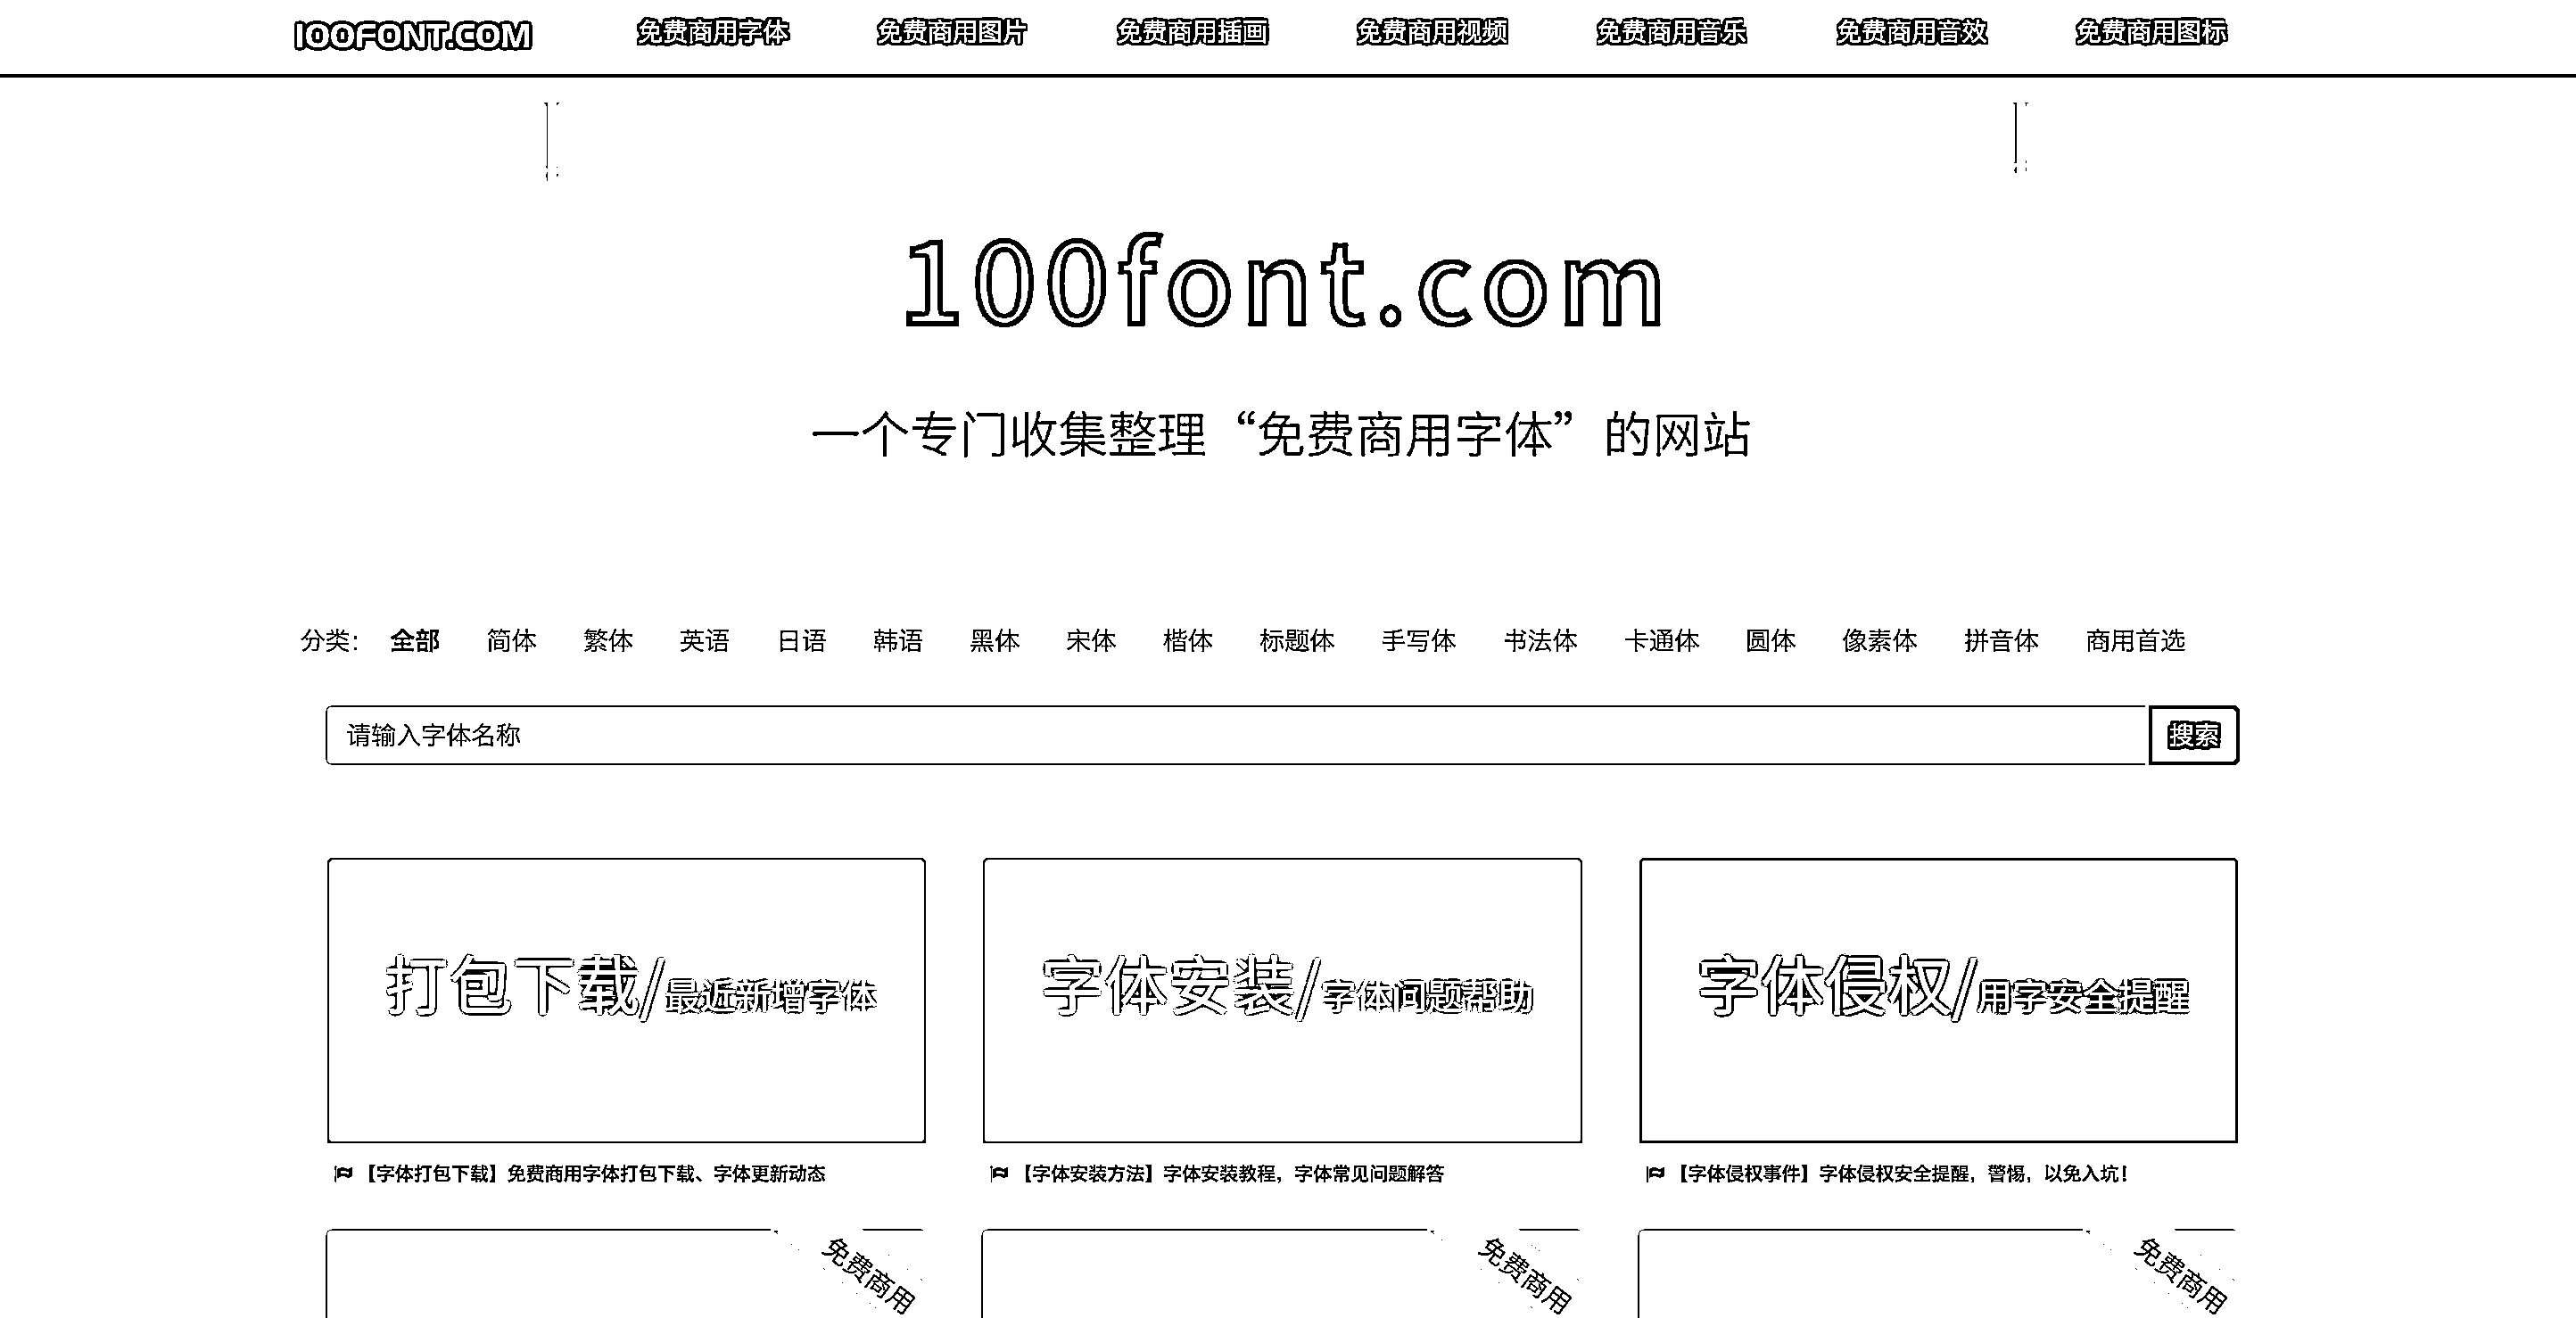 100FONT.COM 免费商用字体 免费商用图片 免费商用插画 免费商用视频 免费商用音乐 免费商用音效 免费商用图标
100font.com
一个专门收集整理“免费商用字体”的网站
分类： 全部 简体 繁体 英语 日语 韩语 黑体 宋体 楷体 标题体 手写体 书法体 卡通体 圆体 像素体 拼音体 商用首选
请输入字体名称 搜索
打包下载/最近新增字体 字体安装/字体问题帮助 字体侵权/用字安全提醒
【字体打包下载】免费商用字体打包下载、字体更新动态 【字体安装方法】字体安装教程，字体常见问题解答 【字体侵权事件】字体侵权安全提醒，警惕，以免入坑！
免费商用 免费商用 免费商用